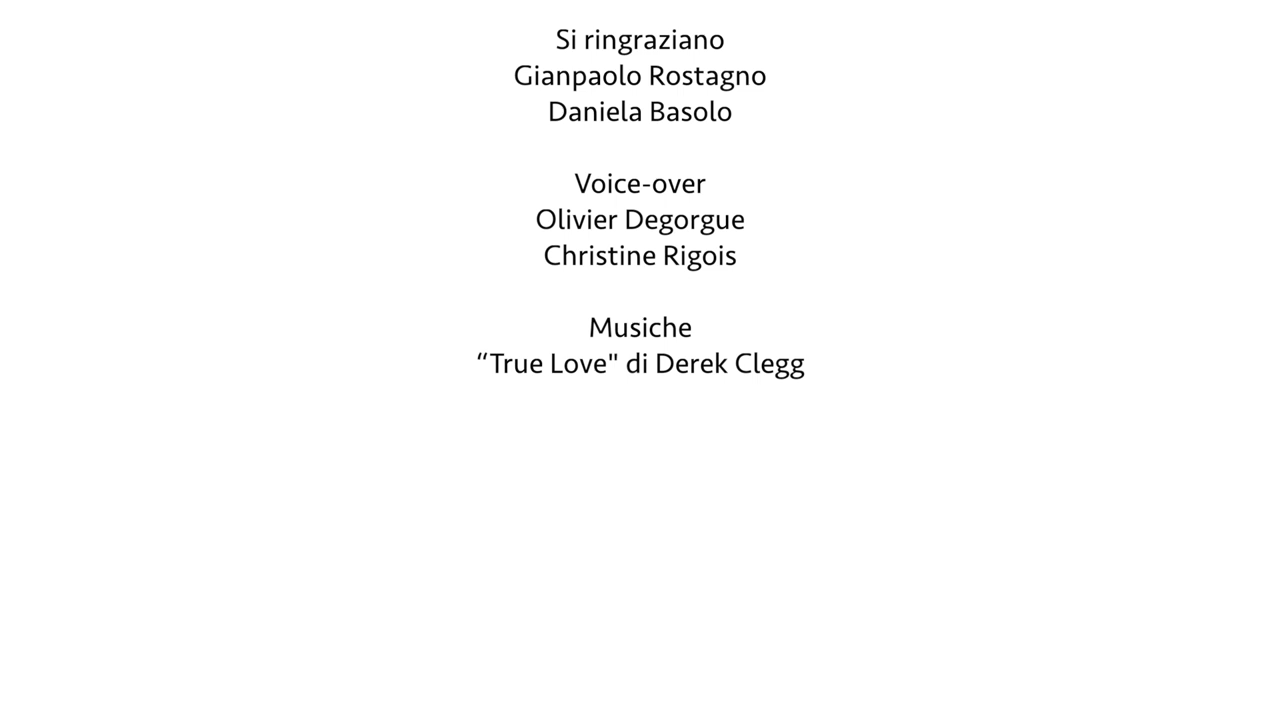 Si ringraziano
Gianpaolo Rostagno
Daniela Basolo
Voice-over
Olivier Degorgue
Christine Rigois
Musiche
“True Love" di Derek Clegg